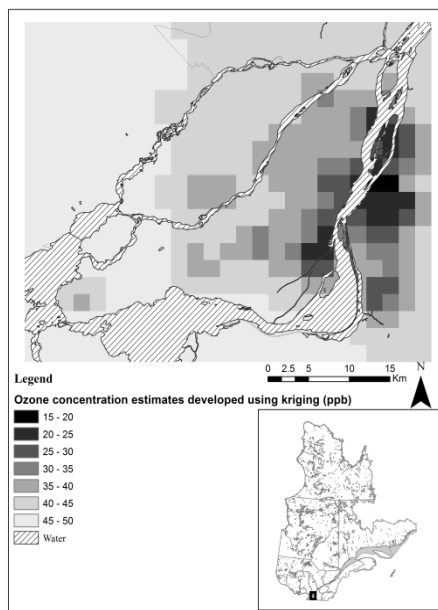 N
0 2.5 5 10 15
Km
Legend
Ozone concentration estimates developed using kriging (ppb)
15 - 20
20 - 25
25 - 30
30 - 35
35 - 40
40 - 45
45 - 50
Water